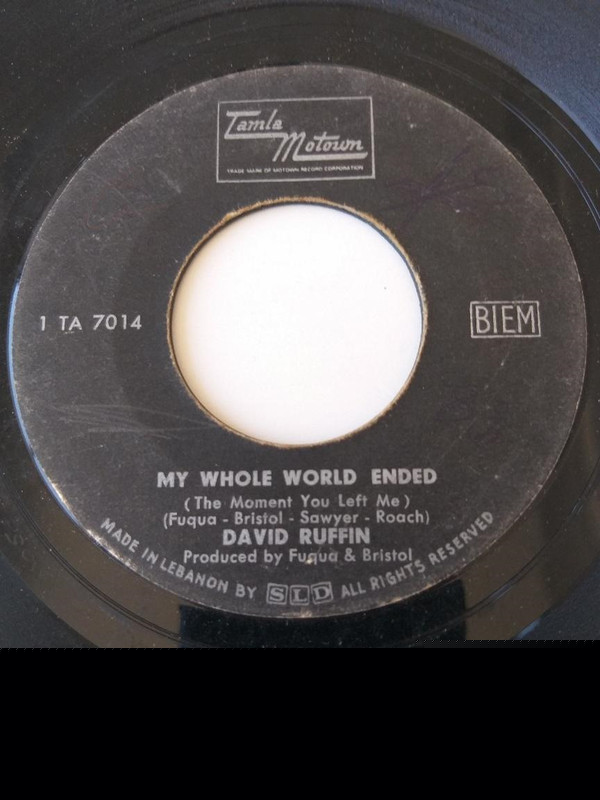 Tamla
Motown
TRADE MARK OF MOTOWN RECORD CORPORATION
1 TA 7014
BIEM
MY WHOLE WORLD ENDED
(The Moment You Left Me)
(Fuqua - Bristol - Sawyer - Roach)
DAVID RUFFIN
Produced by Fuqua & Bristol
MADE IN LEBANON BY SLD ALL RIGHTS RESERVED